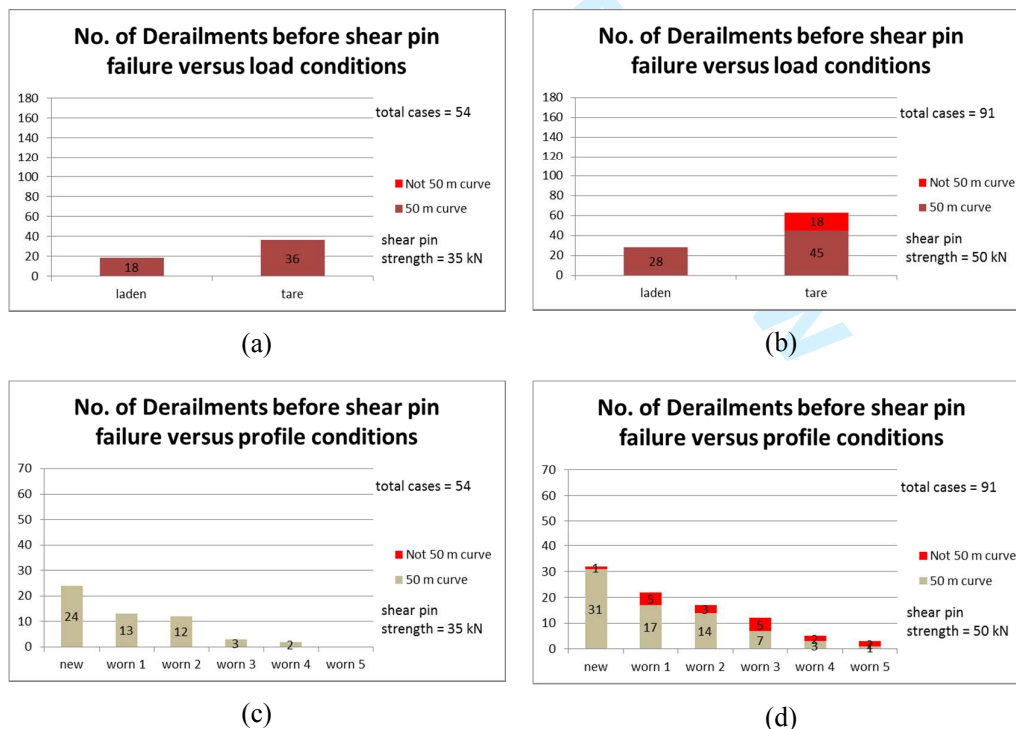 No. of Derailments before shear pin
failure versus load conditions
180
160
140
120
100
80
60
40
20
0
18
36
laden
tare
total cases = 54
Not 50 m curve
50 m curve
shear pin
strength = 35 kN
(a)
No. of Derailments before shear pin
failure versus load conditions
180
160
140
120
100
80
60
40
20
0
28
18
45
laden
tare
total cases = 91
Not 50 m curve
50 m curve
shear pin
strength = 50 kN
(b)
No. of Derailments before shear pin
failure versus profile conditions
70
60
50
40
30
20
10
0
24
13
12
3
2
new
worn 1
worn 2
worn 3
worn 4
worn 5
total cases = 54
Not 50 m curve
50 m curve
shear pin
strength = 35 kN
(c)
No. of Derailments before shear pin
failure versus profile conditions
70
60
50
40
30
20
10
0
1
31
5
17
3
14
5
7
2
3
2
1
new
worn 1
worn 2
worn 3
worn 4
worn 5
total cases = 91
Not 50 m curve
50 m curve
shear pin
strength = 50 kN
(d)